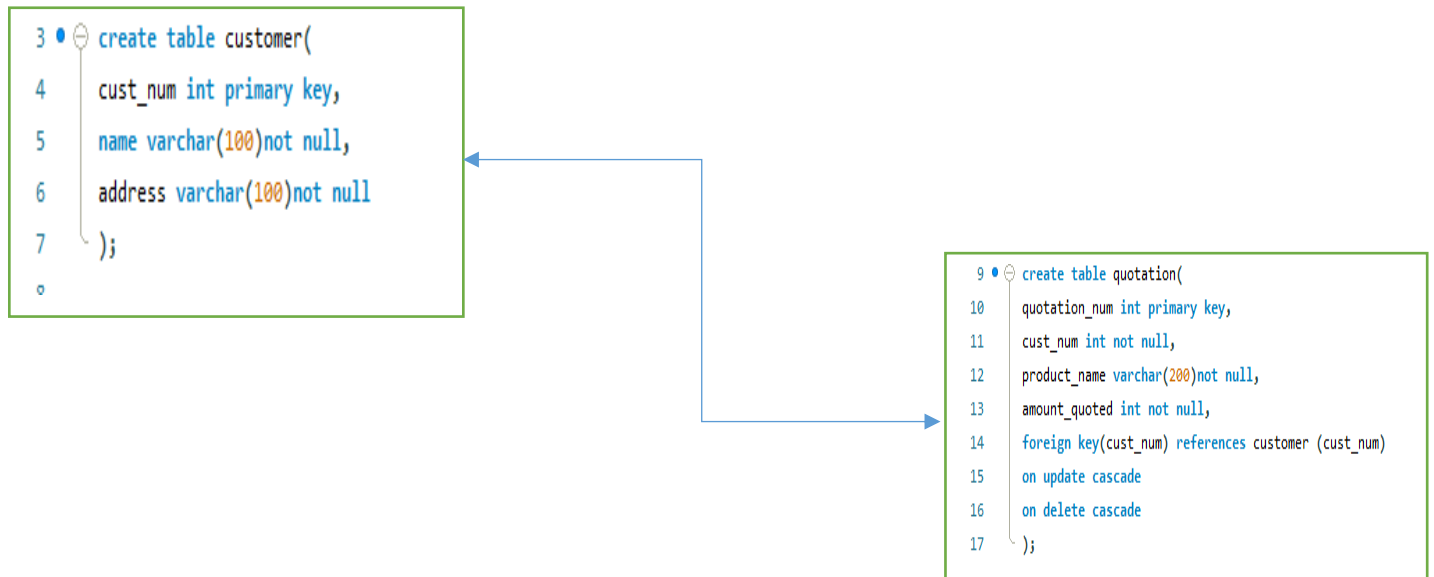 3 create table customer(
4 cust_num int primary key,
5 name varchar(100)not null,
6 address varchar(100)not null
7 );
9 create table quotation(
10 quotation_num int primary key,
11 cust_num int not null,
12 product_name varchar(200)not null,
13 amount_quoted int not null,
14 foreign key(cust_num) references customer (cust_num)
15 on update cascade
16 on delete cascade
17 );